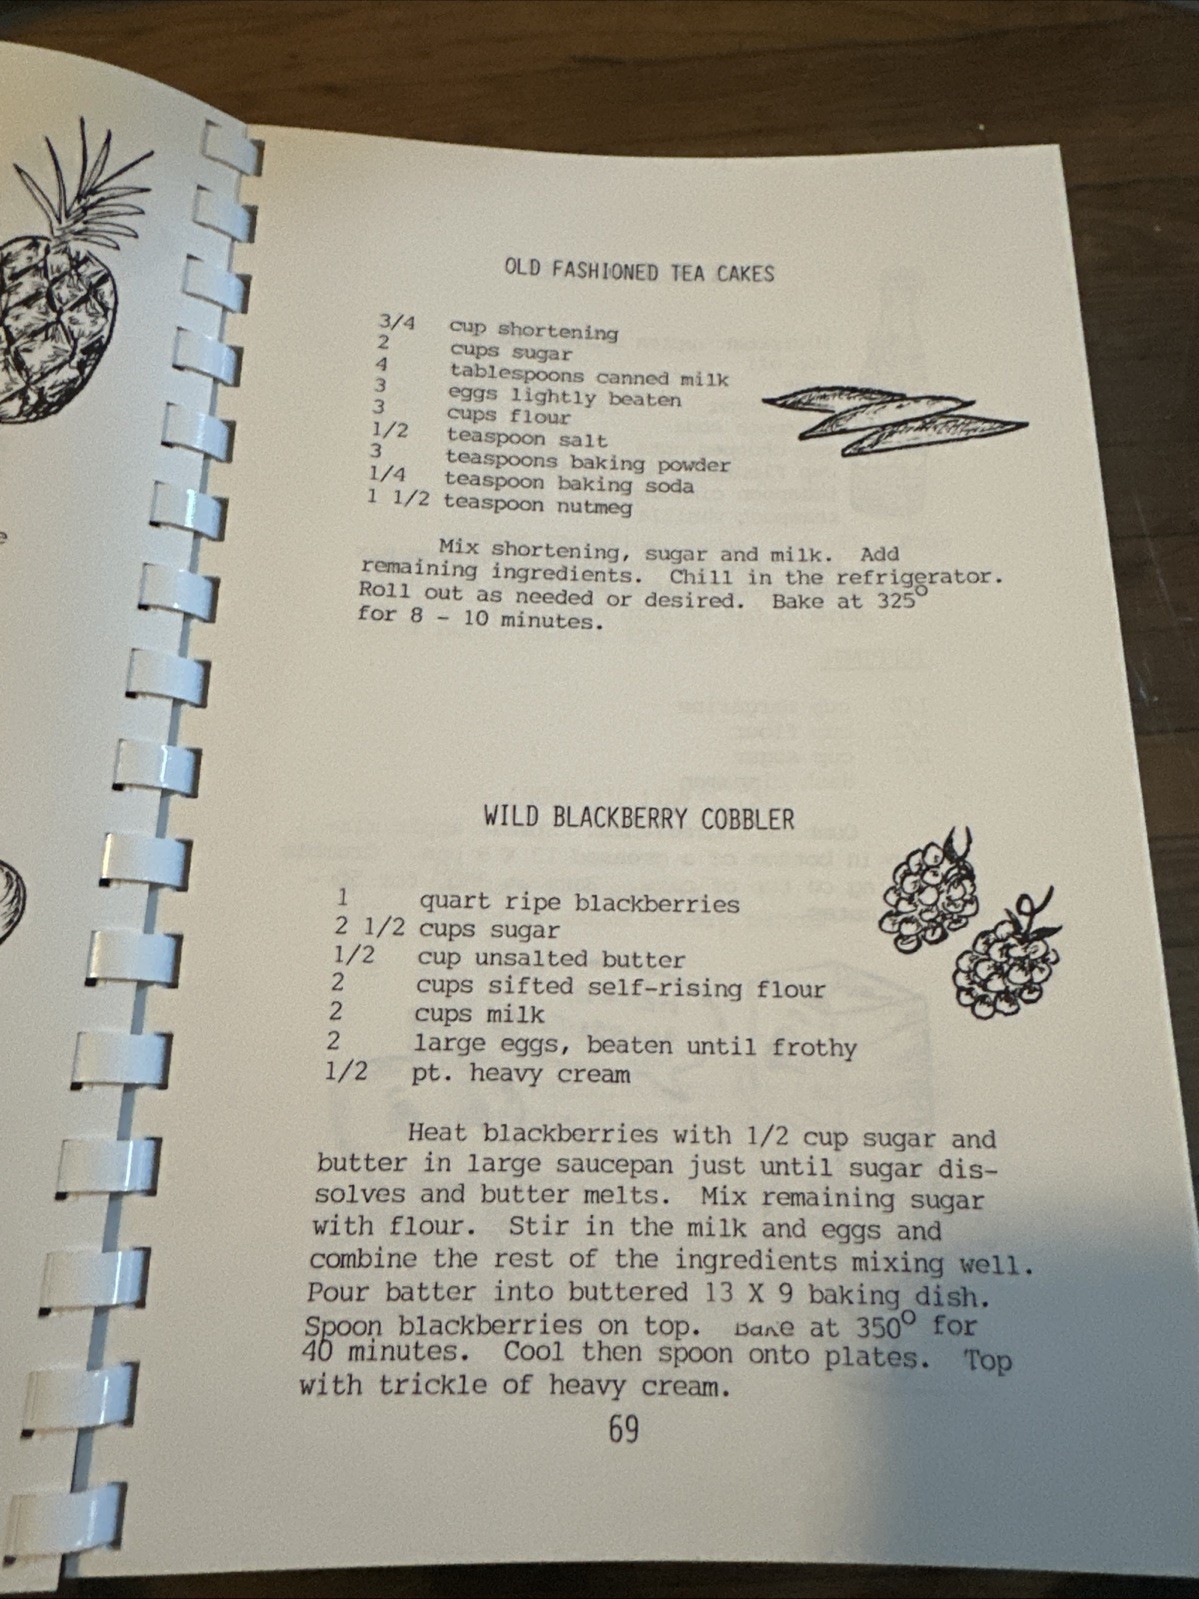 OLD FASHIONED TEA CAKES
3/4 cup shortening
2 cups sugar
4 tablespoons canned milk
3 eggs lightly beaten
3 cups flour
1/2 teaspoon salt
3 teaspoons baking powder
1/4 teaspoon baking soda
1 1/2 teaspoon nutmeg
Mix shortening, sugar and milk. Add
remaining ingredients. Chill in the refrigerator.
Roll out as needed or desired. Bake at 325°
for 8 - 10 minutes.
WILD BLACKBERRY COBBLER
1 quart ripe blackberries
2 1/2 cups sugar
1/2 cup unsalted butter
2 cups sifted self-rising flour
2 cups milk
2 large eggs, beaten until frothy
1/2 pt. heavy cream
Heat blackberries with 1/2 cup sugar and
butter in large saucepan just until sugar dis-
solves and butter melts. Mix remaining sugar
with flour. Stir in the milk and eggs and
combine the rest of the ingredients mixing well.
Pour batter into buttered 13 X 9 baking dish.
Spoon blackberries on top. Bake at 350° for
40 minutes. Cool then spoon onto plates. Top
with trickle of heavy cream.
69